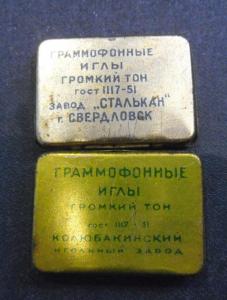 ГРАММОФОННЫЕ
ИГЛЫ
ГРОМКИЙ ТОН
ГОСТ 1117-51
ЗАВОД „СТАЛЬКАН"
г. СВЕРДЛОВСК
ГРАММОФОННЫЕ
ИГЛЫ
ГРОМКИЙ ТОН
ГОСТ 1117 - 51
КОЛЮБАКИНСКИЙ
ИГОЛЬНЫЙ ЗАВОД